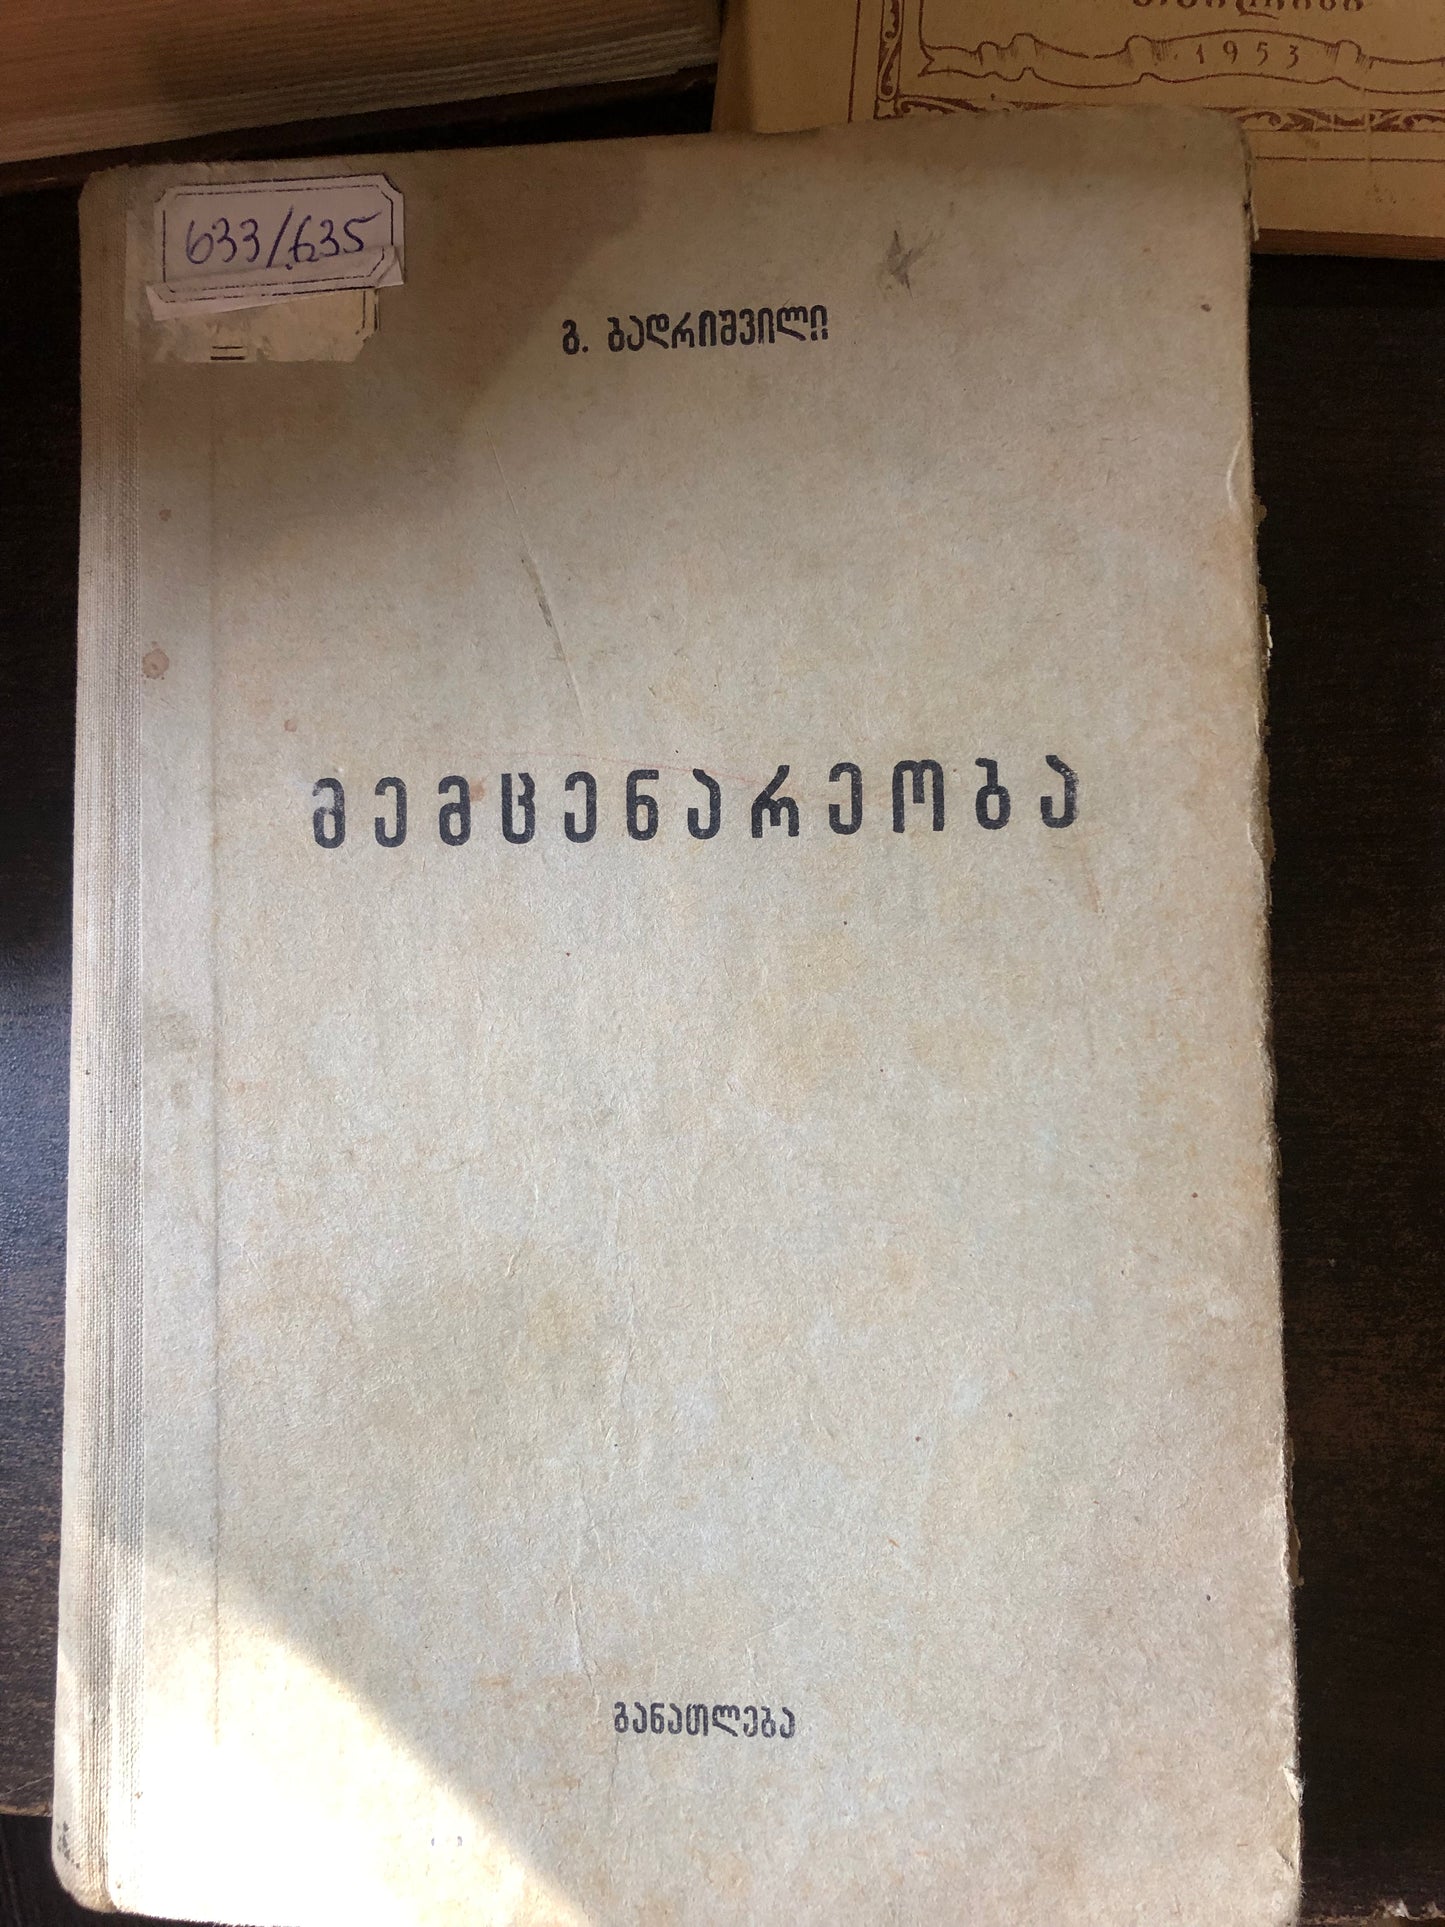 1953
633/635
გ. ბადრიშვილი
მემცენარეობა
განათლება